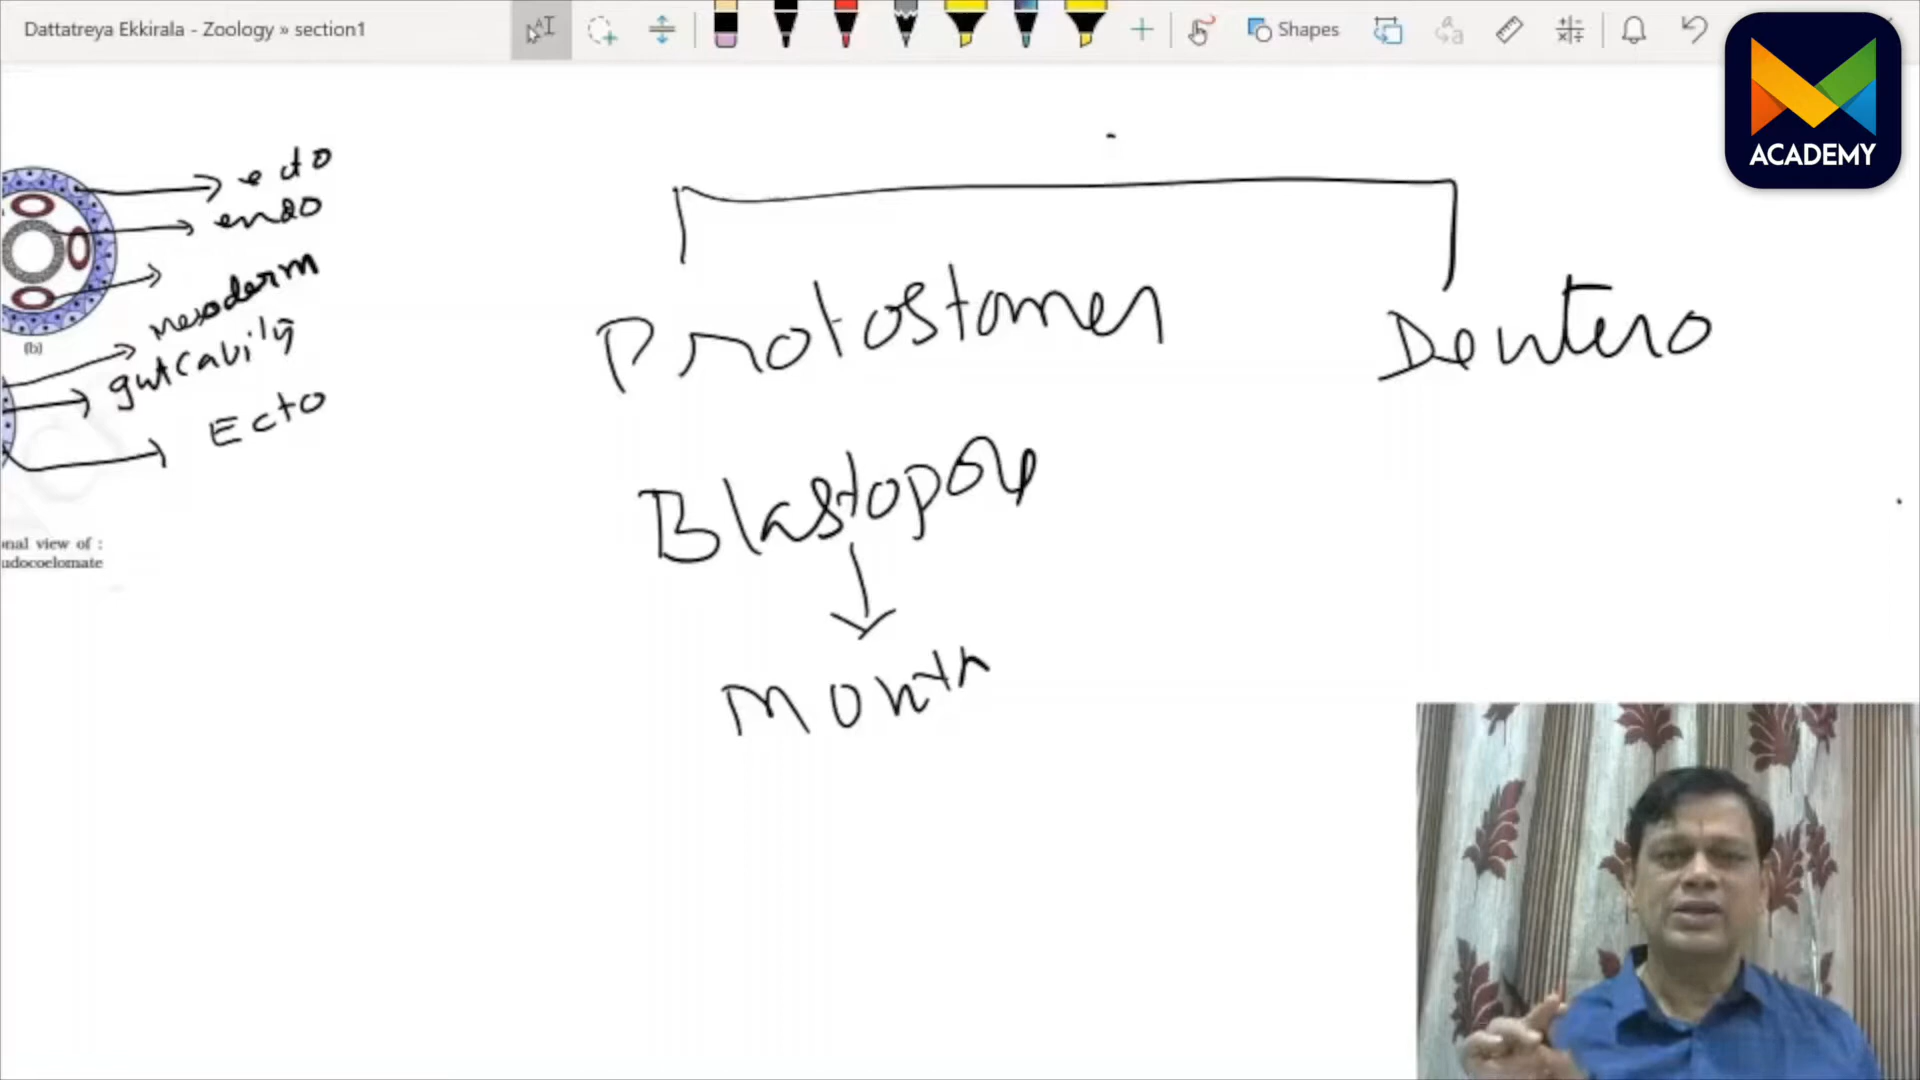 Dattatreya Ekkirala - Zoology » section1
Shapes
ACADEMY
ecto
endo
mesoderm
(b)
gutcavity
Ecto
onal view of :
udocoelomate
Protostomes
Deutero
Blastopore
Mouth